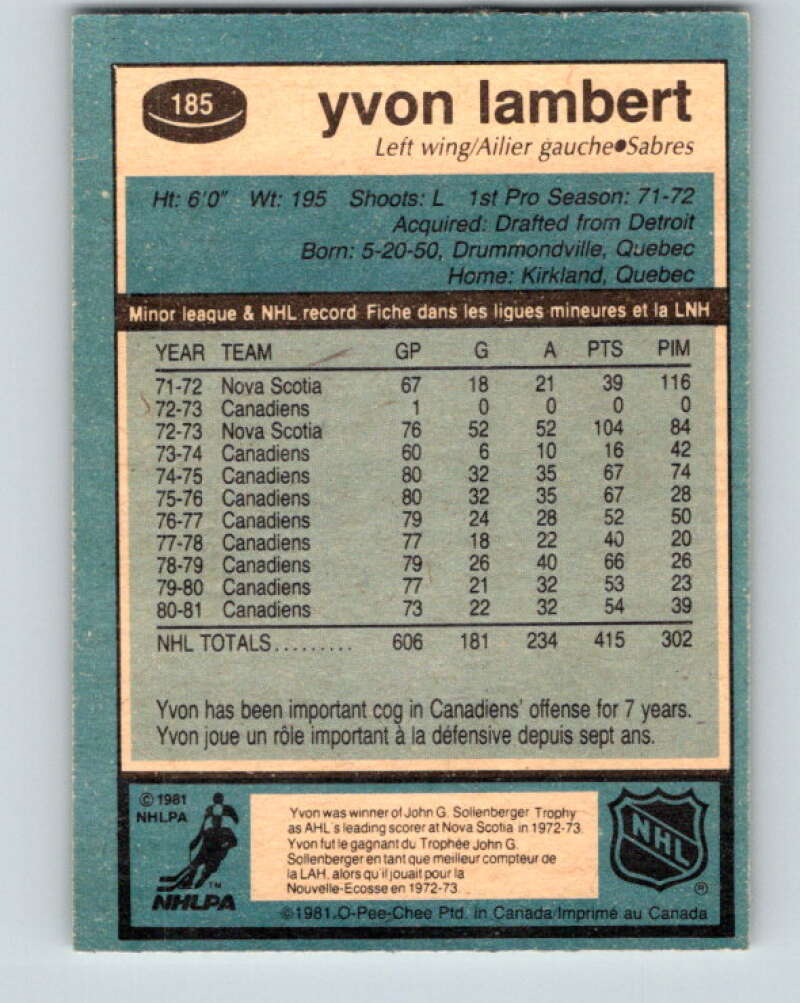 185
yvon lambert
Left wing/Ailier gauche●Sabres
Ht: 6'0" Wt: 195 Shoots: L 1st Pro Season: 71-72
Acquired: Drafted from Detroit
Born: 5-20-50, Drummondville, Quebec
Home: Kirkland, Quebec
Minor league & NHL record Fiche dans les ligues mineures et la LNH
YEAR TEAM GP G A PTS PIM
71-72 Nova Scotia 67 18 21 39 116
72-73 Canadiens 1 0 0 0 0
72-73 Nova Scotia 76 52 52 104 84
73-74 Canadiens 60 6 10 16 42
74-75 Canadiens 80 32 35 67 74
75-76 Canadiens 80 32 35 67 28
76-77 Canadiens 79 24 28 52 50
77-78 Canadiens 77 18 22 40 20
78-79 Canadiens 79 26 40 66 26
79-80 Canadiens 77 21 32 53 23
80-81 Canadiens 73 22 32 54 39
NHL TOTALS......... 606 181 234 415 302
Yvon has been important cog in Canadiens' offense for 7 years.
Yvon joue un rôle important à la défensive depuis sept ans.
© 1981
NHLPA
Yvon was winner of John G. Sollenberger Trophy
as AHL's leading scorer at Nova Scotia in 1972-73.
Yvon fut le gagnant du Trophée John G.
Sollenberger en tant que meilleur compteur de
la LAH, alors qu'il jouait pour la
Nouvelle-Ecosse en 1972-73.
TM
NHLPA
NHL
®
©1981 O-Pee-Chee Ptd. in Canada/Imprimé au Canada